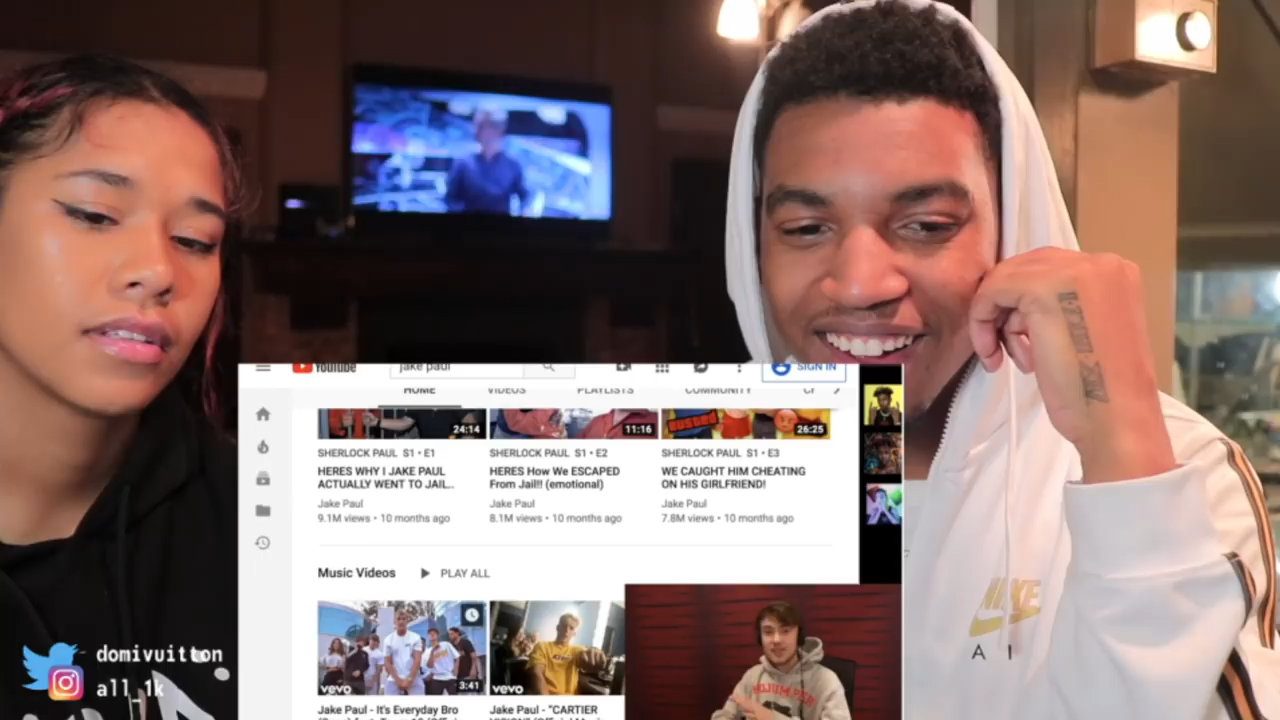 YouTube
jake paul
SIGN IN
HOME
VIDEOS
PLAYLISTS
COMMUNITY
24:14
11:16
BUSTED
26:25
SHERLOCK PAUL S1 • E1
HERES WHY I JAKE PAUL
ACTUALLY WENT TO JAIL..
Jake Paul
9.1M views • 10 months ago
SHERLOCK PAUL S1 • E2
HERES How We ESCAPED
From Jail!! (emotional)
Jake Paul
8.1M views • 10 months ago
SHERLOCK PAUL S1 • E3
WE CAUGHT HIM CHEATING
ON HIS GIRLFRIEND!
Jake Paul
7.8M views • 10 months ago
Music Videos
PLAY ALL
vevo
3:41
vevo
Jake Paul - It's Everyday Bro
Jake Paul - "CARTIER
NIKE
A I
domivuitton
all_1k